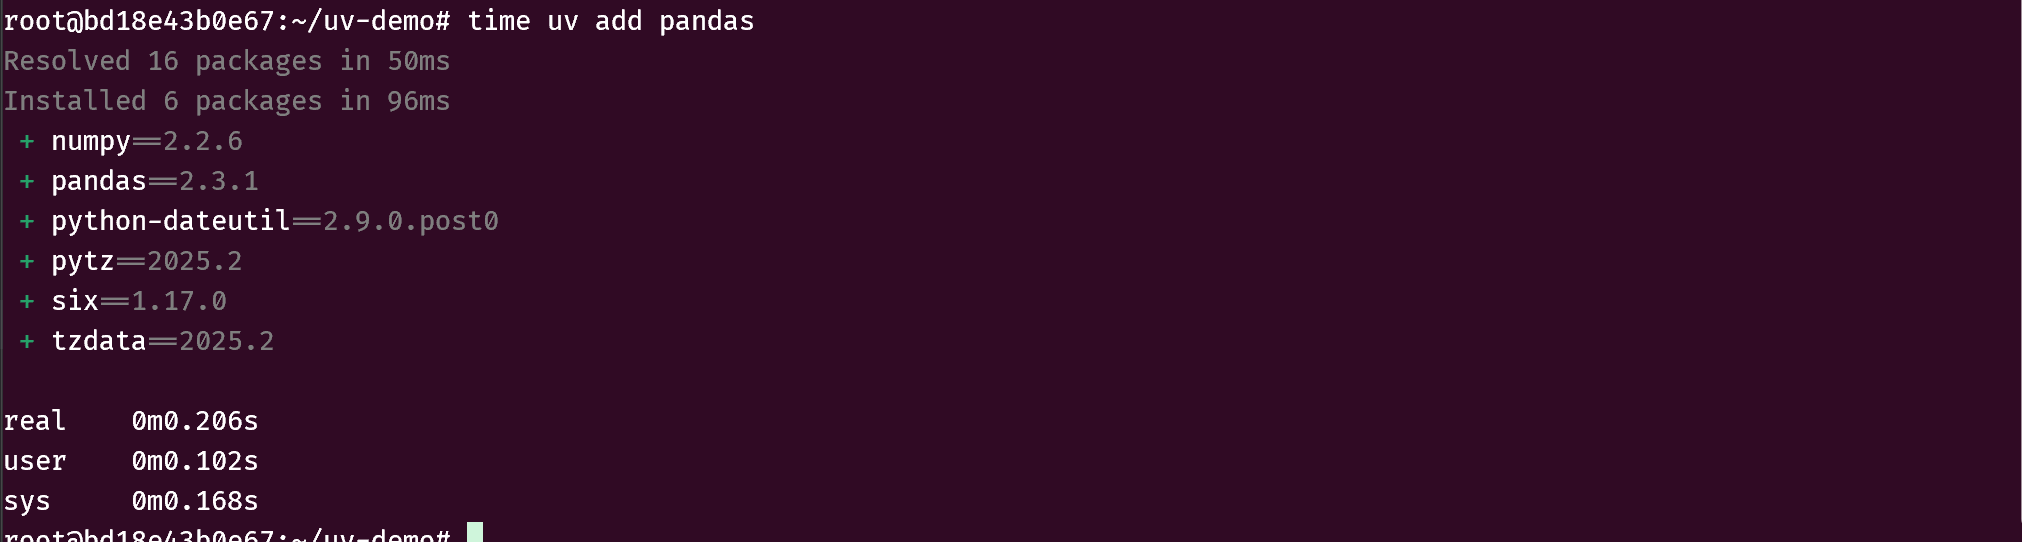 root@bd18e43b0e67:~/uv-demo# time uv add pandas
Resolved 16 packages in 50ms
Installed 6 packages in 96ms
+ numpy==2.2.6
+ pandas==2.3.1
+ python-dateutil==2.9.0.post0
+ pytz==2025.2
+ six==1.17.0
+ tzdata==2025.2
real 0m0.206s
user 0m0.102s
sys 0m0.168s
root@bd18e43b0e67:~/uv-demo#